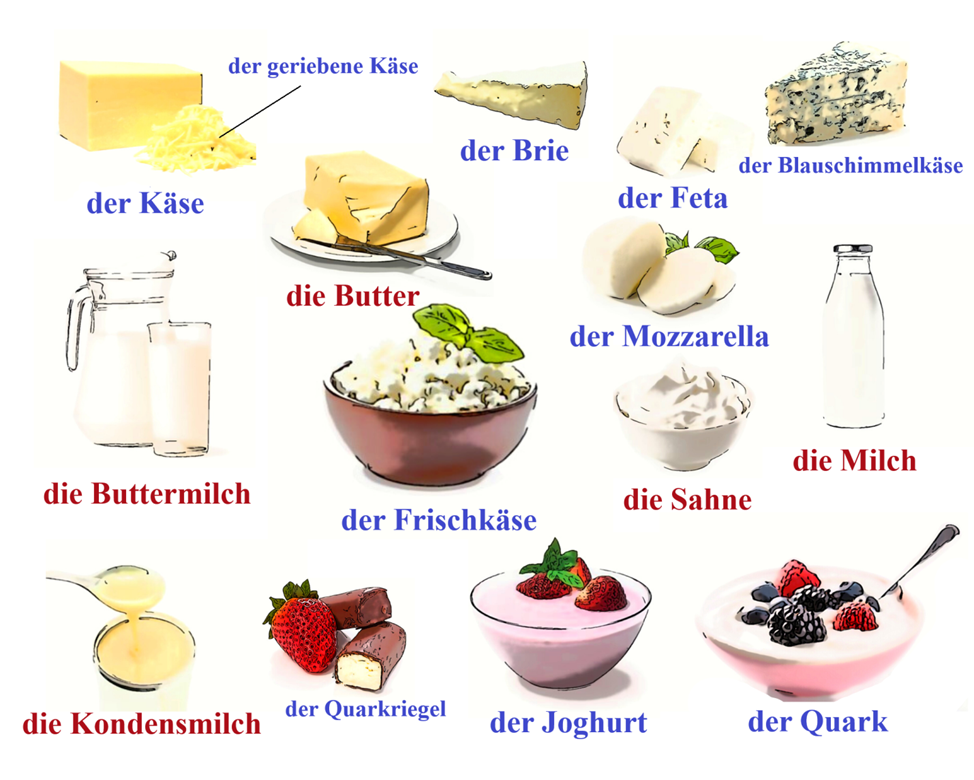 der geriebene Käse
der Brie
der Blauschimmelkäse
der Käse
der Feta
die Butter
der Mozzarella
die Milch
die Buttermilch
die Sahne
der Frischkäse
der Quarkriegel
die Kondensmilch
der Joghurt
der Quark